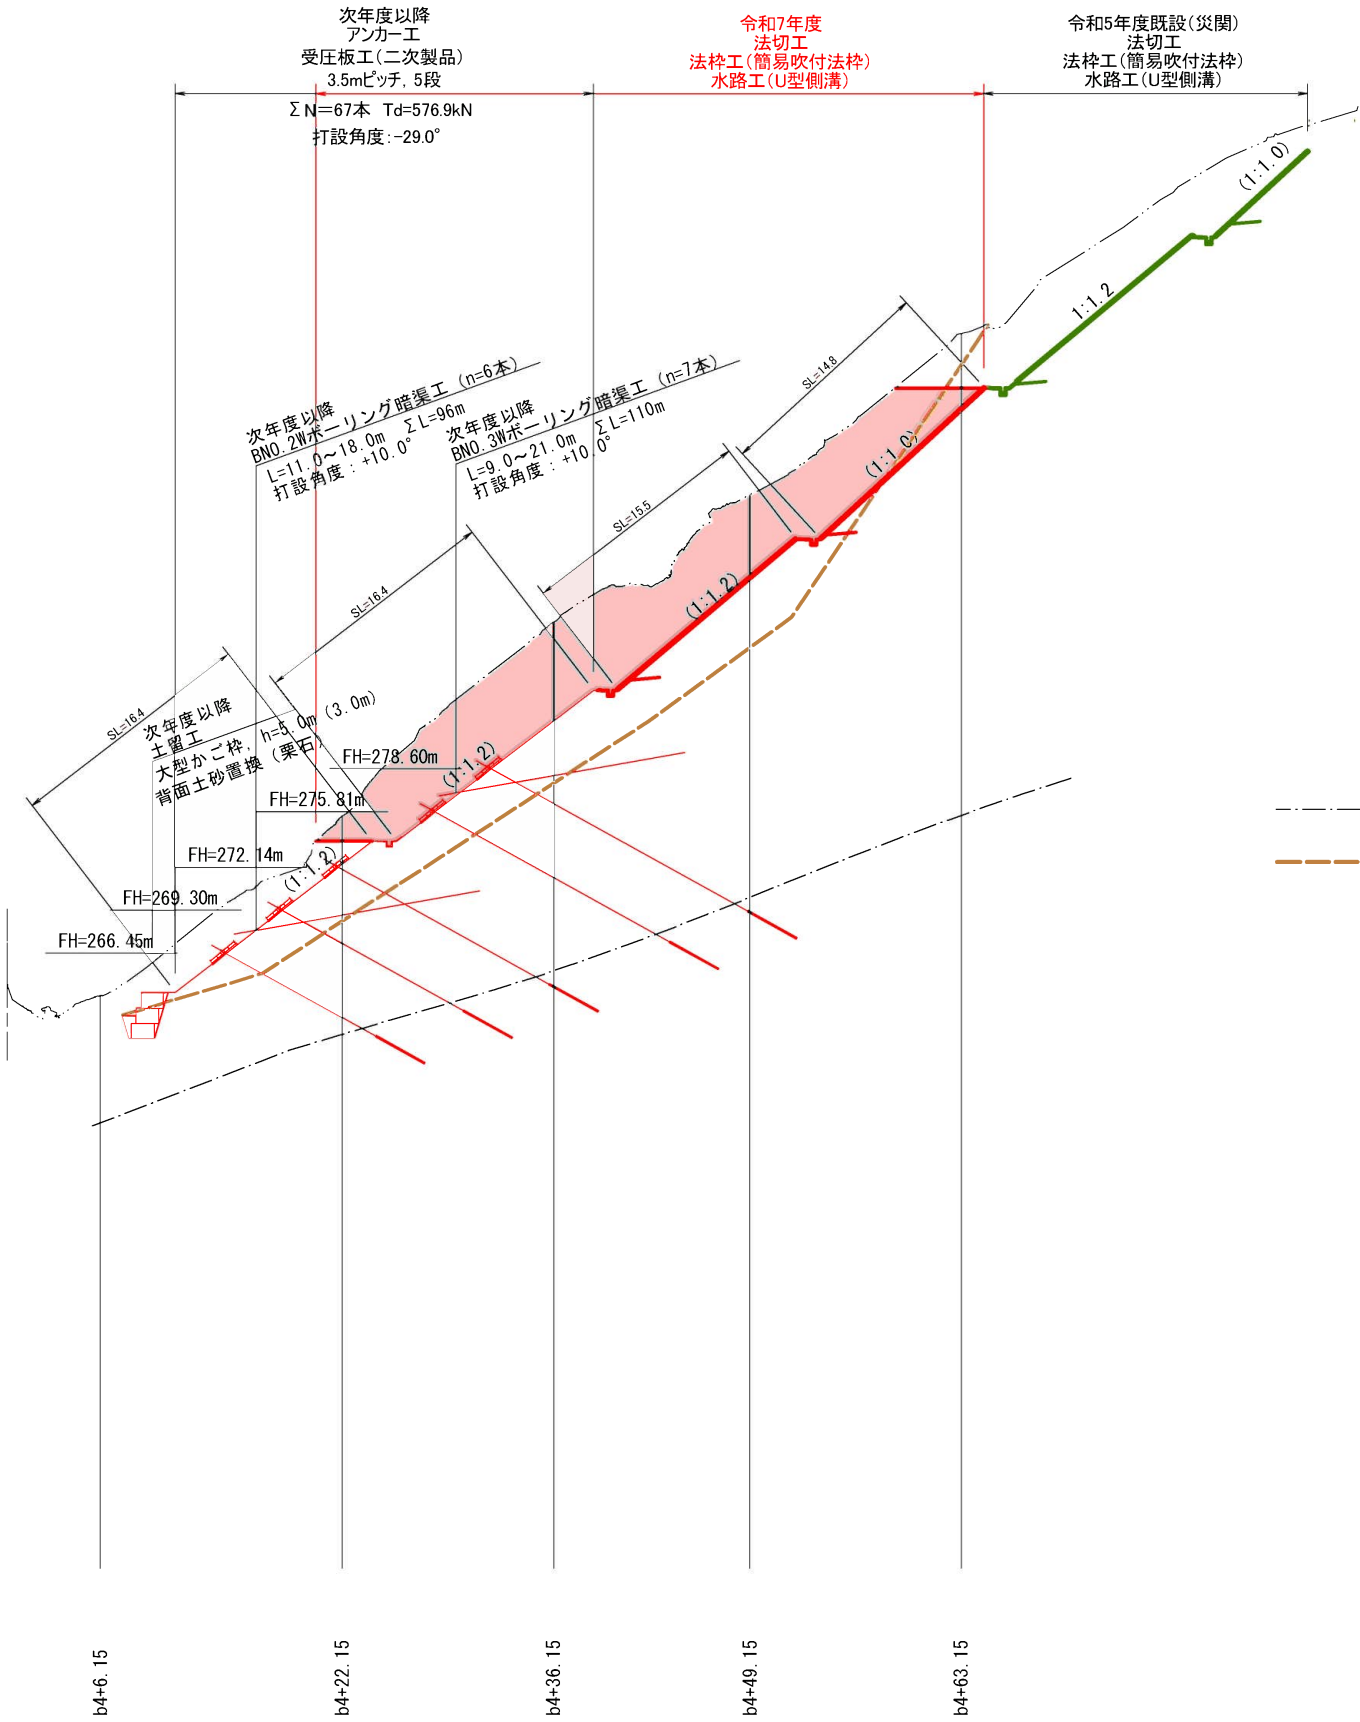 次年度以降
アンカー工
受圧板工(二次製品)
3.5mピッチ, 5段
ΣN=67本 Td=576.9kN
打設角度:-29.0°
令和7年度
法切工
法枠工(簡易吹付法枠)
水路工(U型側溝)
令和5年度既設(災関)
法切工
法枠工(簡易吹付法枠)
水路工(U型側溝)
(1:1.0)
1:1.2
SL=14.8
次年度以降
BNO.2Wボーリング暗渠工 (n=6本)
L=11.0~18.0m ΣL=96m
打設角度:+10.0°
次年度以降
BNO.3Wボーリング暗渠工 (n=7本)
L=9.0~21.0m ΣL=110m
打設角度:+10.0°
(1:1.0)
SL=15.5
(1:1.2)
SL=16.4
SL=16.4
次年度以降
土留工
大型かご枠, h=5.0m (3.0m)
背面土砂置換 (栗石)
FH=278.60m
(1:1.2)
FH=275.81m
FH=272.14m
(1:1.2)
FH=269.30m
FH=266.45m
b4+6.15
b4+22.15
b4+36.15
b4+49.15
b4+63.15